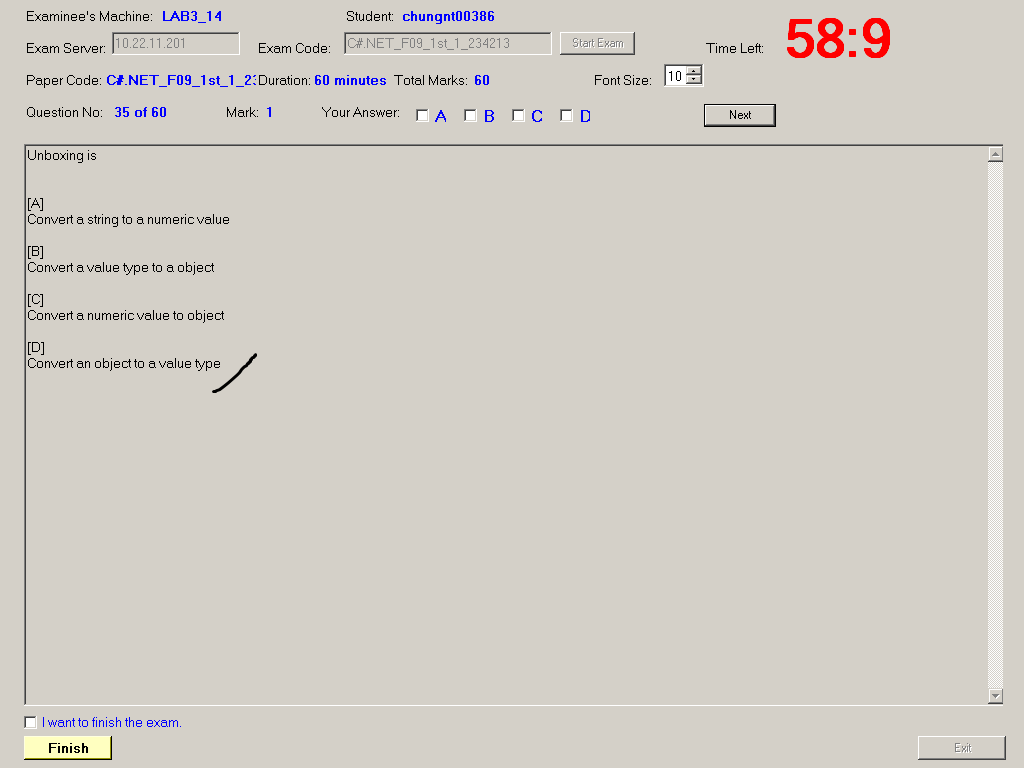 Examinee's Machine: LAB3_14 Student: chungnt00386
Exam Server: 10.22.11.201 Exam Code: C#.NET_F09_1st_1_234213 Start Exam Time Left: 58:9
Paper Code: C#.NET_F09_1st_1_23 Duration: 60 minutes Total Marks: 60 Font Size: 10
Question No: 35 of 60 Mark: 1 Your Answer: A B C D Next
Unboxing is
[A]
Convert a string to a numeric value
[B]
Convert a value type to a object
[C]
Convert a numeric value to object
[D]
Convert an object to a value type
I want to finish the exam.
Finish Exit